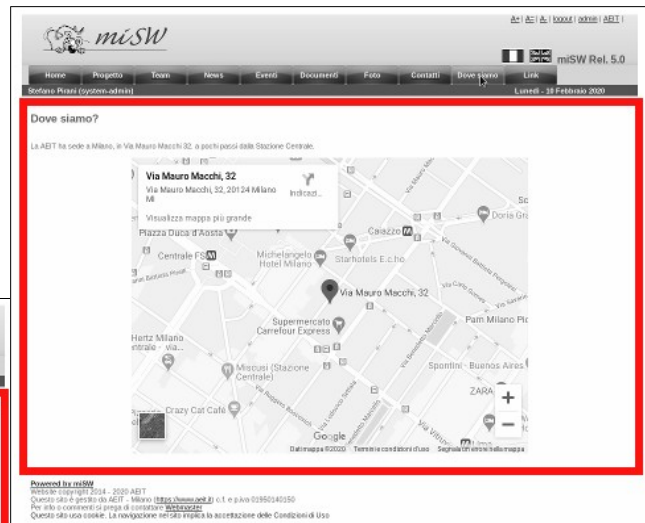 A+ | A= | A- | logout | admin | AEIT |
miSW
miSW Rel. 5.0
Home Progetto Team News Eventi Documenti Foto Contatti Dove siamo Link
Stefano Pirani (system-admin) Lunedì - 10 Febbraio 2020
Dove siamo?
La AEIT ha sede a Milano, in Via Mauro Macchi 32, a pochi passi dalla Stazione Centrale.
Via Mauro Macchi, 32
Via Mauro Macchi, 32, 20124 Milano
MI
Indicazi...
Visualizza mappa più grande
Piazza Duca d'Aosta
Caiazzo
Doria Gra
Centrale FS
Michelangelo
Hotel Milano
Starhotels E.c.ho.
Via Mauro Macchi, 32
Supermercato
Carrefour Express
Pam Milano Pic
Hertz Milano
Miscusi (Stazione
Centrale)
Spontini - Buenos Aires
ZARA
Crazy Cat Café
Google
Dati mappa ©2020 Termini e condizioni d'uso Segnala un errore nella mappa
Powered by miSW
Website copyright 2014 - 2020 AEIT
Questo sito è gestito da AEIT - Milano (https://www.aeit.it) c.f. e p.iva 01950140150
Per info o commenti si prega di contattare Webmaster
Questo sito usa cookie. La navigazione nel sito implica la accettazione delle Condizioni di Uso